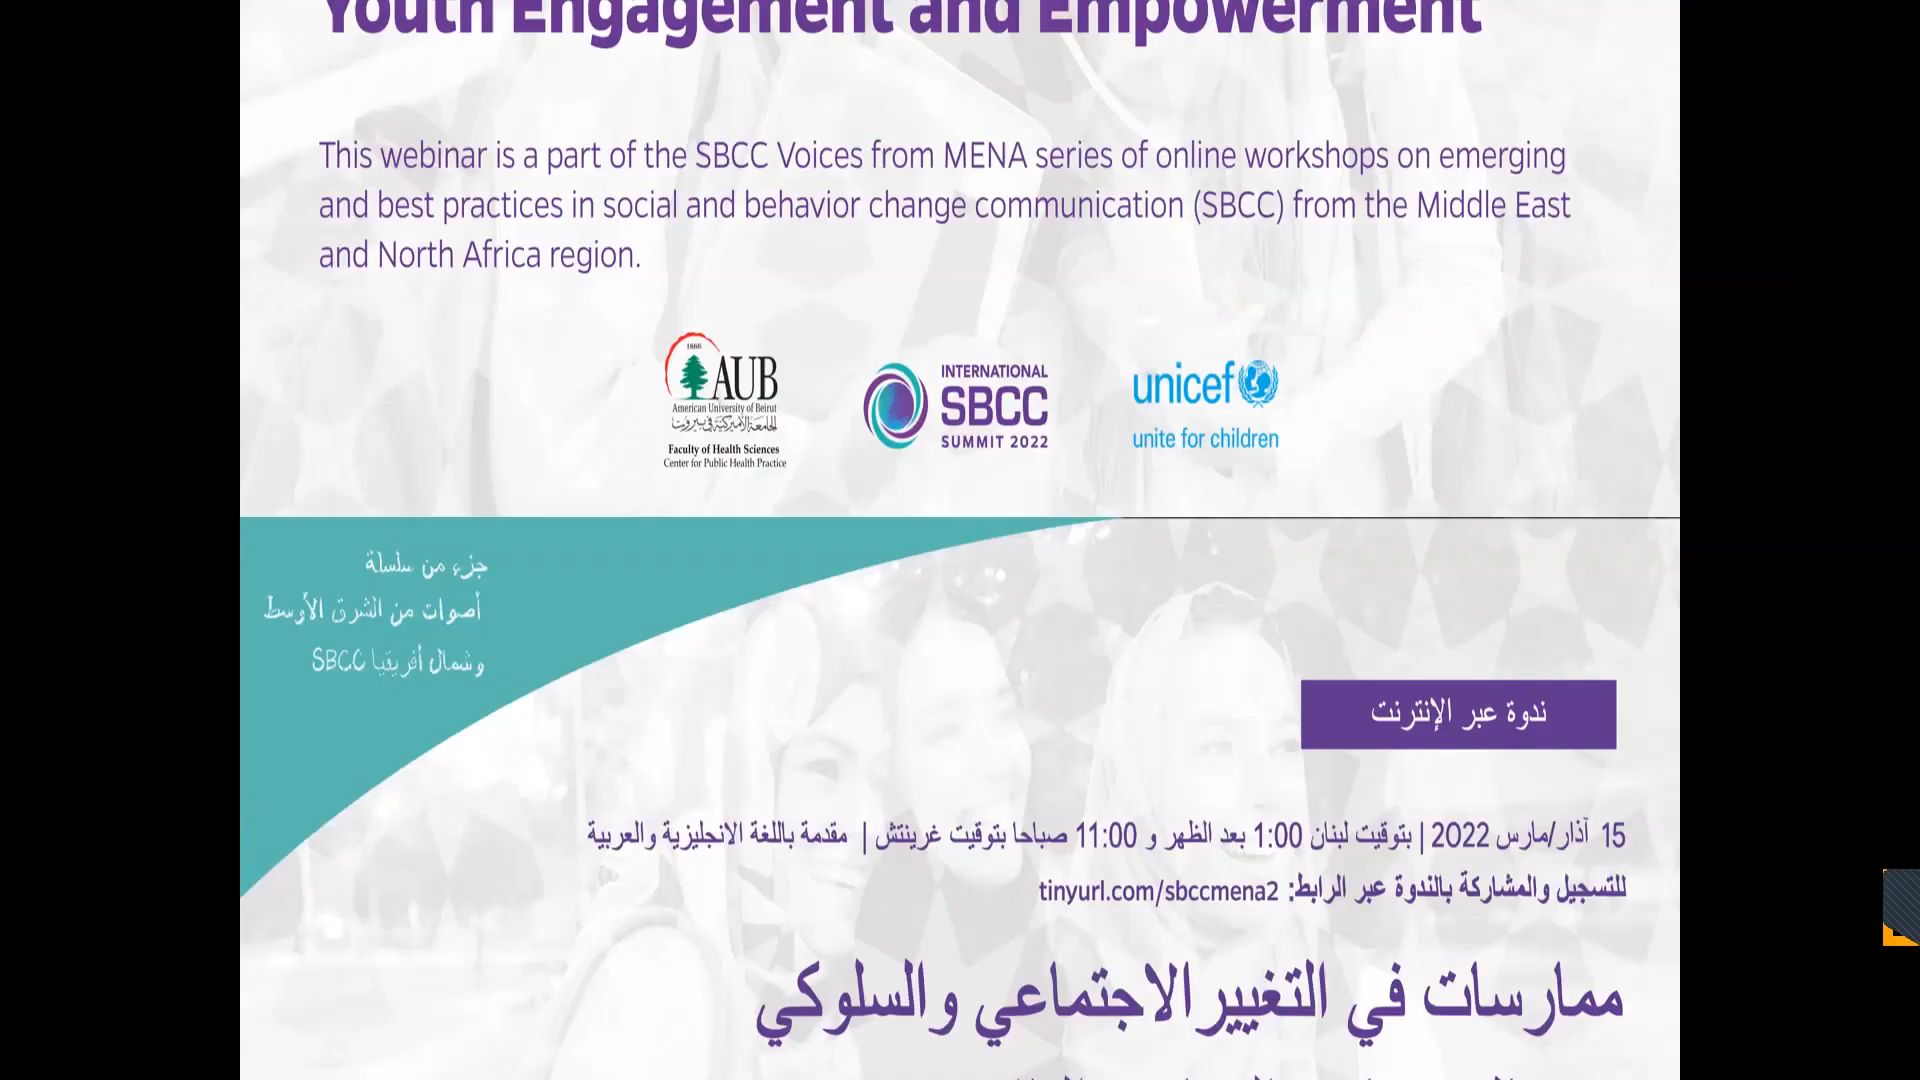 Youth Engagement and Empowerment
This webinar is a part of the SBCC Voices from MENA series of online workshops on emerging
and best practices in social and behavior change communication (SBCC) from the Middle East
and North Africa region.
1866
AUB
American University of Beirut
الجامعة الأميركية في بيروت
Faculty of Health Sciences
Center for Public Health Practice
INTERNATIONAL
SBCC
SUMMIT 2022
unicef
unite for children
جزء من سلسلة
أصوات من الشرق الأوسط
وشمال أفريقيا SBCC
ندوة عبر الإنترنت
15 آذار/مارس 2022 | بتوقيت لبنان 1:00 بعد الظهر و 11:00 صباحا بتوقيت غرينتش | مقدمة باللغة الانجليزية والعربية
للتسجيل والمشاركة بالندوة عبر الرابط: tinyurl.com/sbccmena2
ممارسات في التغيير الاجتماعي والسلوكي